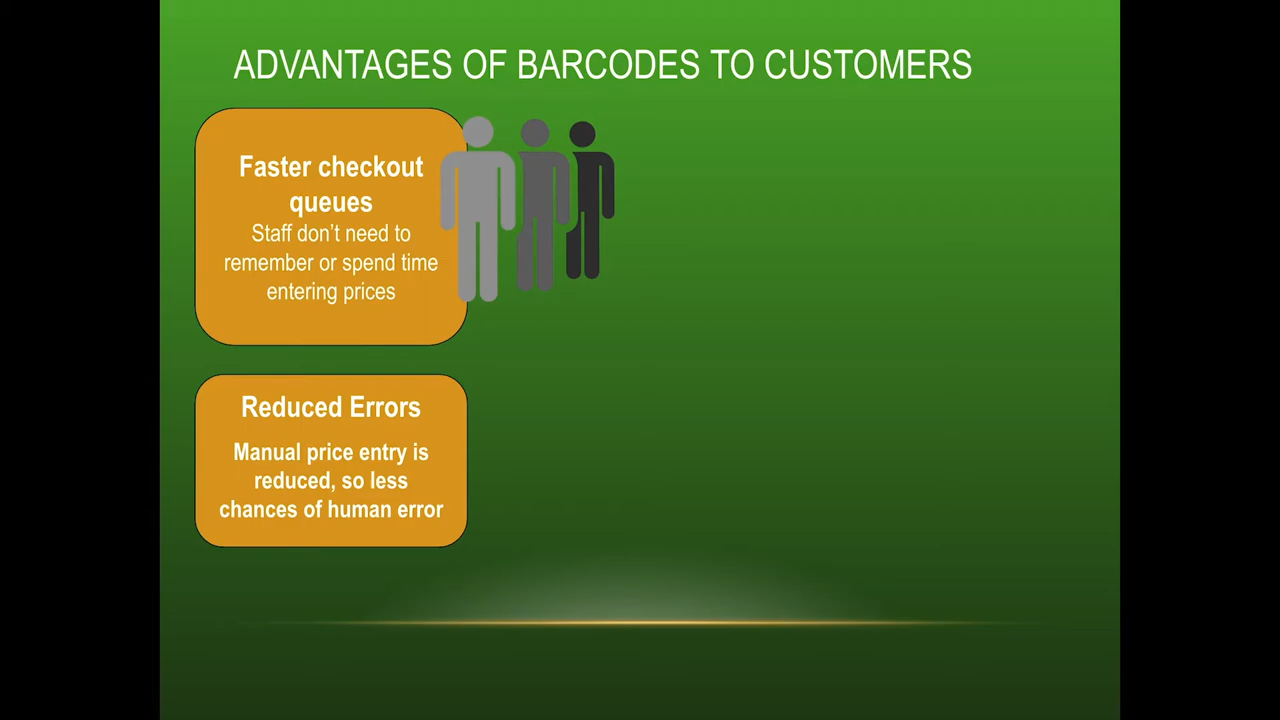 ADVANTAGES OF BARCODES TO CUSTOMERS
Faster checkout
queues
Staff don’t need to
remember or spend time
entering prices
Reduced Errors
Manual price entry is
reduced, so less
chances of human error